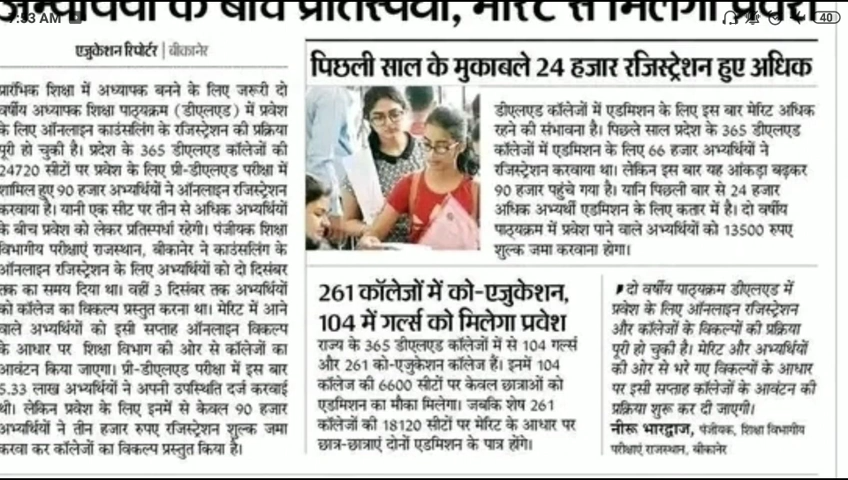 7:53 AM
40
अभ्यर्थियों के बीच प्रतिस्पर्धा, मेरिट से मिलेगा प्रवेश
एजुकेशन रिपोर्टर | बीकानेर
प्रारंभिक शिक्षा में अध्यापक बनने के लिए जरूरी दो
वर्षीय अध्यापक शिक्षा पाठ्यक्रम (डीएलएड) में प्रवेश
के लिए ऑनलाइन काउंसलिंग के रजिस्ट्रेशन की प्रक्रिया
पूरी हो चुकी है। प्रदेश के 365 डीएलएड कॉलेजों की
24720 सीटों पर प्रवेश के लिए प्री-डीएलएड परीक्षा में
शामिल हुए 90 हजार अभ्यर्थियों ने ऑनलाइन रजिस्ट्रेशन
करवाया है। यानी एक सीट पर तीन से अधिक अभ्यर्थियों
के बीच प्रवेश को लेकर प्रतिस्पर्धा रहेगी। पंजीयक शिक्षा
विभागीय परीक्षाएं राजस्थान, बीकानेर ने काउंसलिंग के
ऑनलाइन रजिस्ट्रेशन के लिए अभ्यर्थियों को दो दिसंबर
तक का समय दिया था। वहीं 3 दिसंबर तक अभ्यर्थियों
को कॉलेज का विकल्प प्रस्तुत करना था। मेरिट में आने
वाले अभ्यर्थियों को इसी सप्ताह ऑनलाइन विकल्प
के आधार पर शिक्षा विभाग की ओर से कॉलेजों का
आवंटन किया जाएगा। प्री-डीएलएड परीक्षा में इस बार
5.33 लाख अभ्यर्थियों ने अपनी उपस्थिति दर्ज करवाई
थी। लेकिन प्रवेश के लिए इनमें से केवल 90 हजार
अभ्यर्थियों ने तीन हजार रुपए रजिस्ट्रेशन शुल्क जमा
करवा कर कॉलेजों का विकल्प प्रस्तुत किया है।
पिछली साल के मुकाबले 24 हजार रजिस्ट्रेशन हुए अधिक
डीएलएड कॉलेजों में एडमिशन के लिए इस बार मेरिट अधिक
रहने की संभावना है। पिछले साल प्रदेश के 365 डीएलएड
कॉलेजों में एडमिशन के लिए 66 हजार अभ्यर्थियों ने
रजिस्ट्रेशन करवाया था। लेकिन इस बार यह आंकड़ा बढ़कर
90 हजार पहुंचे गया है। यानि पिछली बार से 24 हजार
अधिक अभ्यर्थी एडमिशन के लिए कतार में है। दो वर्षीय
पाठ्यक्रम में प्रवेश पाने वाले अभ्यर्थियों को 13500 रुपए
शुल्क जमा करवाना होगा।
261 कॉलेजों में को-एजुकेशन,
104 में गर्ल्स को मिलेगा प्रवेश
राज्य के 365 डीएलएड कॉलेजों में से 104 गर्ल्स
और 261 को-एजुकेशन कॉलेज हैं। इनमें 104
कॉलेज की 6600 सीटों पर केवल छात्राओं को
एडमिशन का मौका मिलेगा। जबकि शेष 261
कॉलेजों की 18120 सीटों पर मेरिट के आधार पर
छात्र-छात्राएं दोनों एडमिशन के पात्र होंगे।
दो वर्षीय पाठ्यक्रम डीएलएड में
प्रवेश के लिए ऑनलाइन रजिस्ट्रेशन
और कॉलेजों के विकल्पों की प्रक्रिया
पूरी हो चुकी है। मेरिट और अभ्यर्थियों
की ओर से भरे गए विकल्पों के आधार
पर इसी सप्ताह कॉलेजों के आवंटन की
प्रक्रिया शुरू कर दी जाएगी।
नीरू भारद्वाज, पंजीयक, शिक्षा विभागीय
परीक्षाएं राजस्थान, बीकानेर